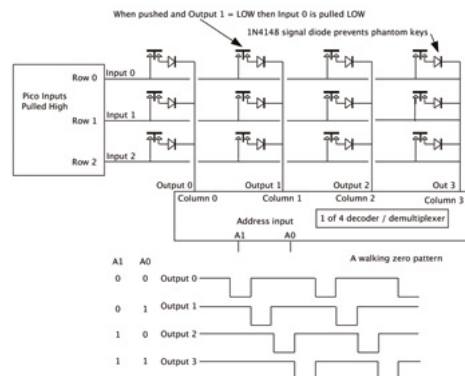 When pushed and Output 1 = LOW then Input 0 is pulled LOW
1N4148 signal diode prevents phantom keys
Pico Inputs
Pulled High
Row 0
Input 0
Row 1
Input 1
Row 2
Input 2
Output 0
Output 1
Output 2
Out 3
Column 0
Column 1
Column 2
Column 3
Address input
1 of 4 decoder / demultiplexer
A1
A0
A walking zero pattern
A1 A0
0 0 Output 0
0 1 Output 1
1 0 Output 2
1 1 Output 3